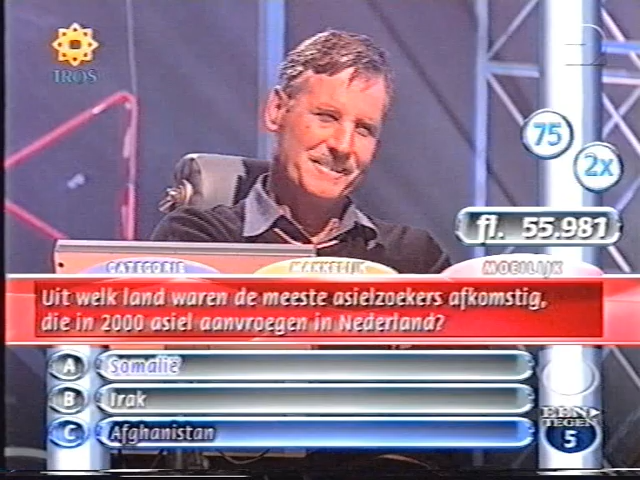 TROS
2
75
2x
fl. 55.981
CATEGORIE
MAKKELIJK
MOEILIJK
Uit welk land waren de meeste asielzoekers afkomstig,
die in 2000 asiel aanvroegen in Nederland?
A Somalië
B Irak
C Afghanistan
EEN
TEGEN
5